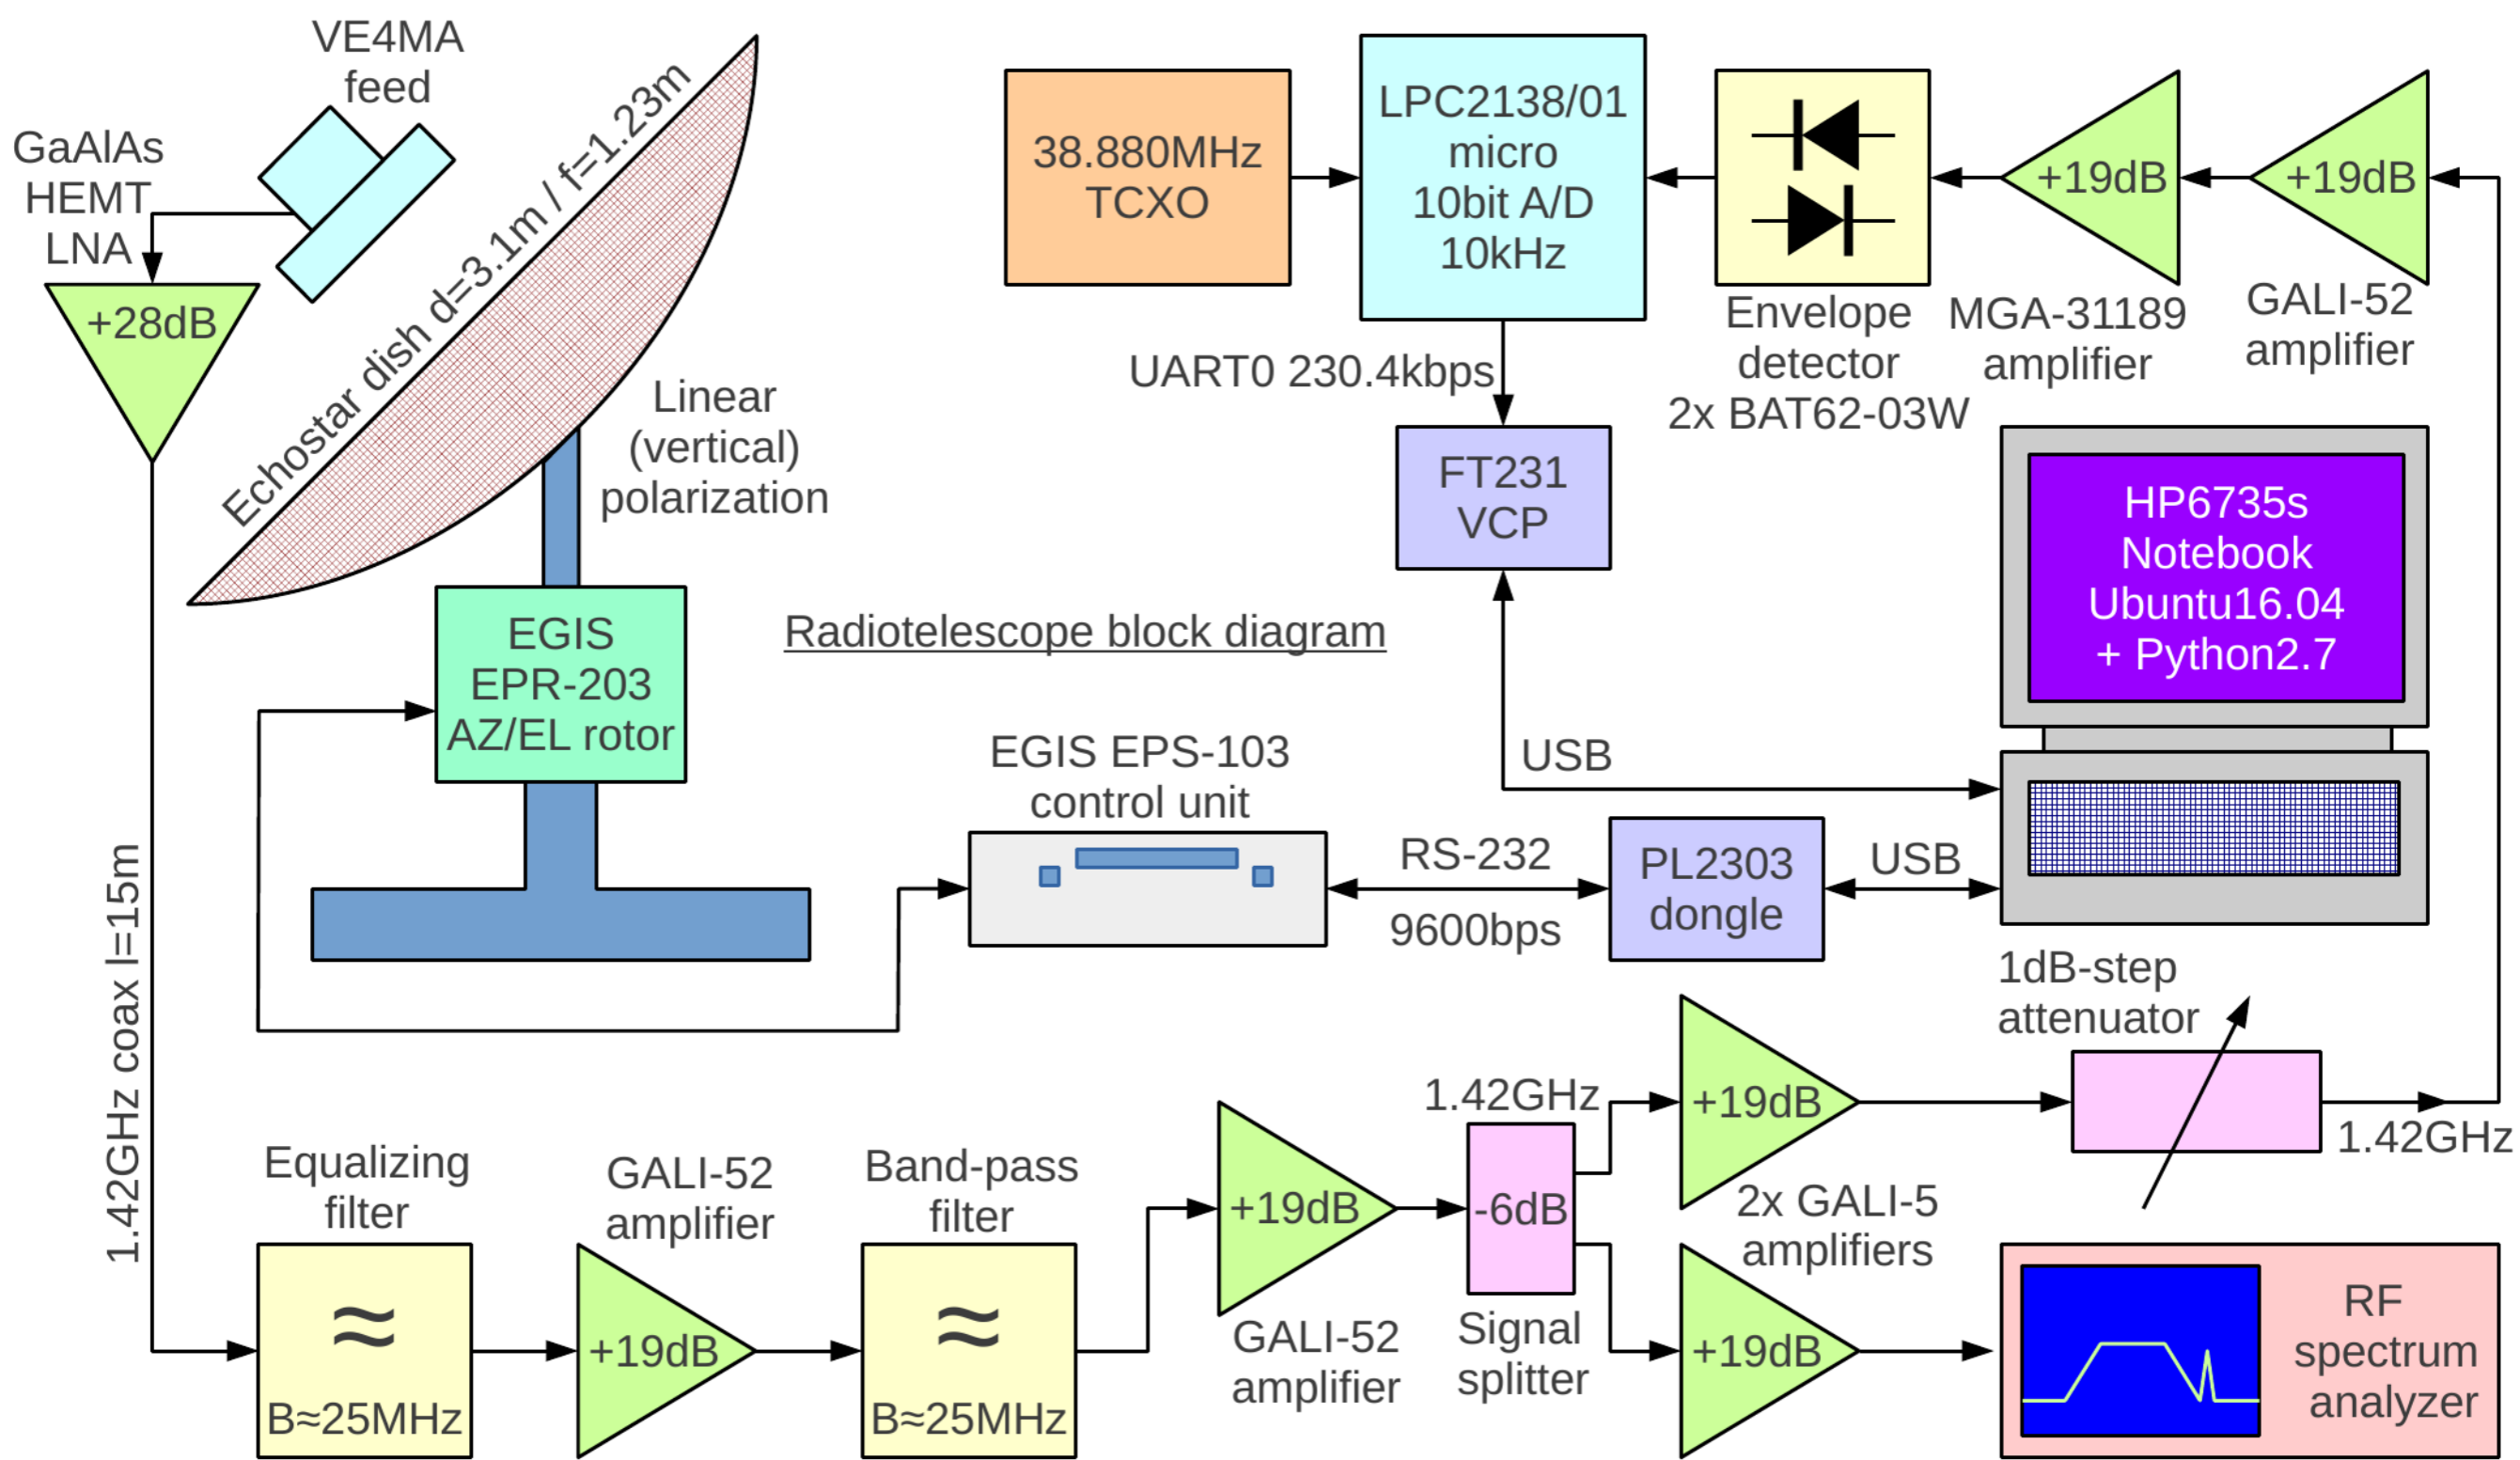 VE4MA
feed
GaAlAs
HEMT
LNA
+28dB
Echostar dish d=3.1m / f=1.23m
Linear
(vertical)
polarization
EGIS
EPR-203
AZ/EL rotor
1.42GHz coax l=15m
38.880MHz
TCXO
LPC2138/01
micro
10bit A/D
10kHz
Envelope
detector
2x BAT62-03W
+19dB
MGA-31189
amplifier
+19dB
GALI-52
amplifier
UART0 230.4kbps
FT231
VCP
HP6735s
Notebook
Ubuntu16.04
+ Python2.7
Radiotelescope block diagram
USB
EGIS EPS-103
control unit
RS-232
9600bps
PL2303
dongle
USB
1dB-step
attenuator
1.42GHz
Equalizing
filter
≈
B≈25MHz
GALI-52
amplifier
+19dB
Band-pass
filter
≈
B≈25MHz
+19dB
GALI-52
amplifier
1.42GHz
-6dB
Signal
splitter
+19dB
2x GALI-5
amplifiers
+19dB
RF
spectrum
analyzer